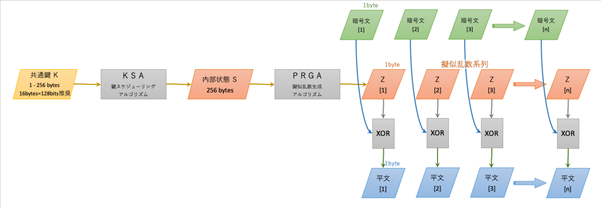 1byte
暗号文
[1]
暗号文
[2]
暗号文
[3]
暗号文
[n]
擬似乱数系列
共通鍵 K
1 - 256 bytes
16bytes=128bits推奨
K S A
鍵スケジューリング
アルゴリズム
内部状態 S
256 bytes
P R G A
擬似乱数生成
アルゴリズム
1byte
Z
[1]
Z
[2]
Z
[3]
Z
[n]
XOR
XOR
XOR
XOR
1byte
平文
[1]
平文
[2]
平文
[3]
平文
[n]